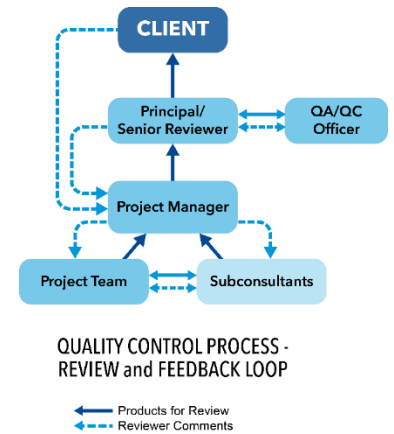 CLIENT
Principal/
Senior Reviewer
QA/QC
Officer
Project Manager
Project Team
Subconsultants
QUALITY CONTROL PROCESS -
REVIEW and FEEDBACK LOOP
Products for Review
Reviewer Comments